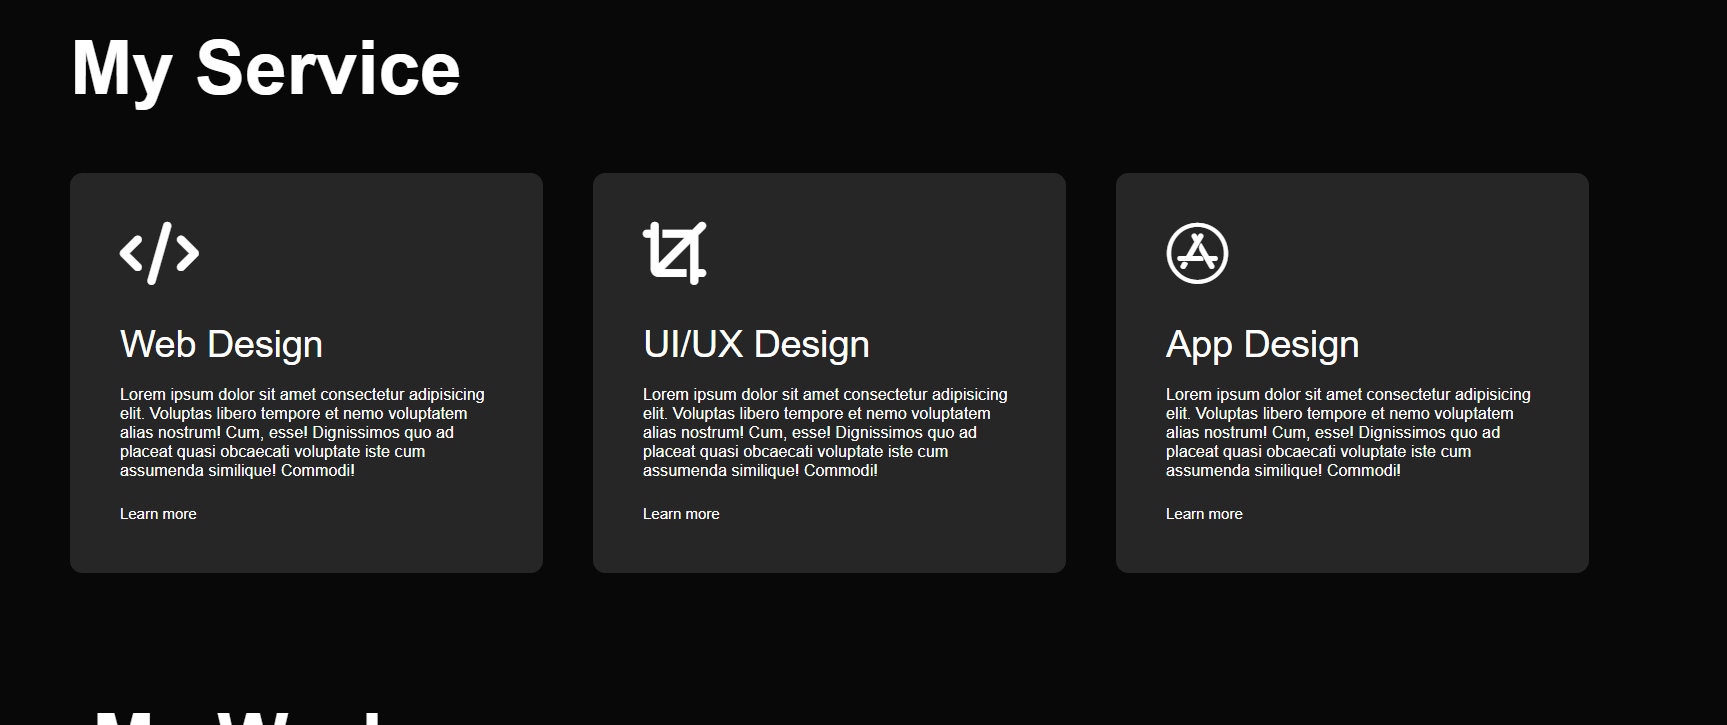 My Service
Web Design
Lorem ipsum dolor sit amet consectetur adipisicing
elit. Voluptas libero tempore et nemo voluptatem
alias nostrum! Cum, esse! Dignissimos quo ad
placeat quasi obcaecati voluptate iste cum
assumenda similique! Commodi!
Learn more
UI/UX Design
Lorem ipsum dolor sit amet consectetur adipisicing
elit. Voluptas libero tempore et nemo voluptatem
alias nostrum! Cum, esse! Dignissimos quo ad
placeat quasi obcaecati voluptate iste cum
assumenda similique! Commodi!
Learn more
App Design
Lorem ipsum dolor sit amet consectetur adipisicing
elit. Voluptas libero tempore et nemo voluptatem
alias nostrum! Cum, esse! Dignissimos quo ad
placeat quasi obcaecati voluptate iste cum
assumenda similique! Commodi!
Learn more